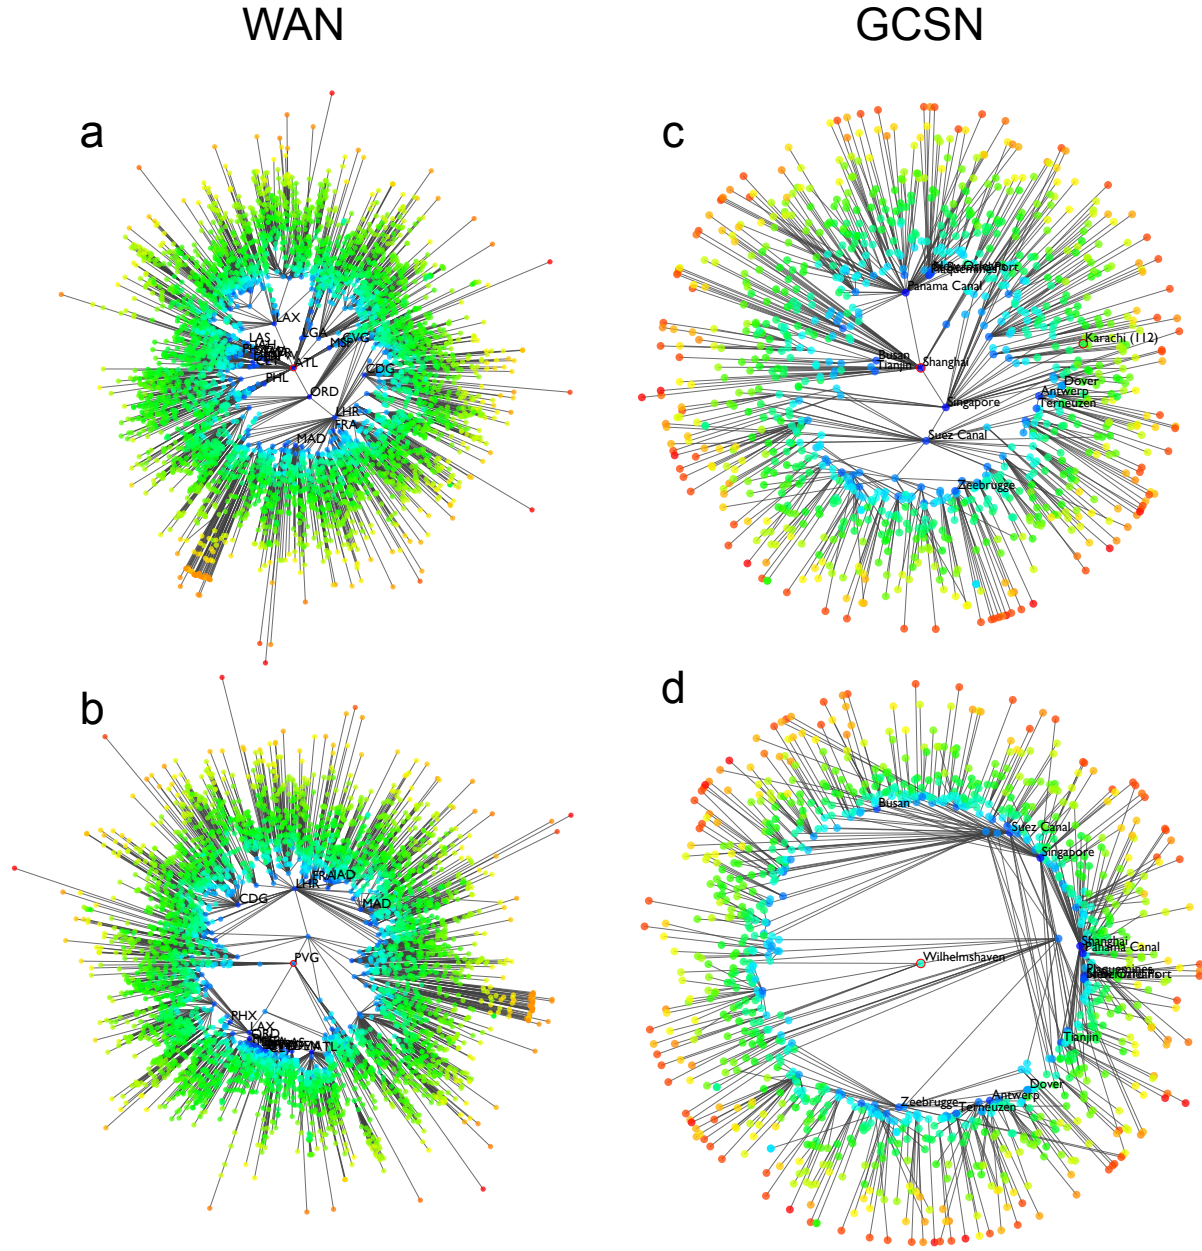 WAN
GCSN
a
LAX
LGA
CVG
MSP
LAS
ATL
PHL
ORD
CDG
LHR
FRA
MAD
c
Panama Canal
Karachi (112)
Busan
Tianjin
Shanghai
Dover
Antwerp
Terneuzen
Singapore
Suez Canal
Zeebrugge
b
LHR
CDG
MAD
PVG
PHX
LAX
ORD
ATL
d
Busan
Suez Canal
Singapore
Shanghai
Panama Canal
Wilhelmshaven
Plaquemines
Tianjin
Dover
Antwerp
Zeebrugge
Terneuzen